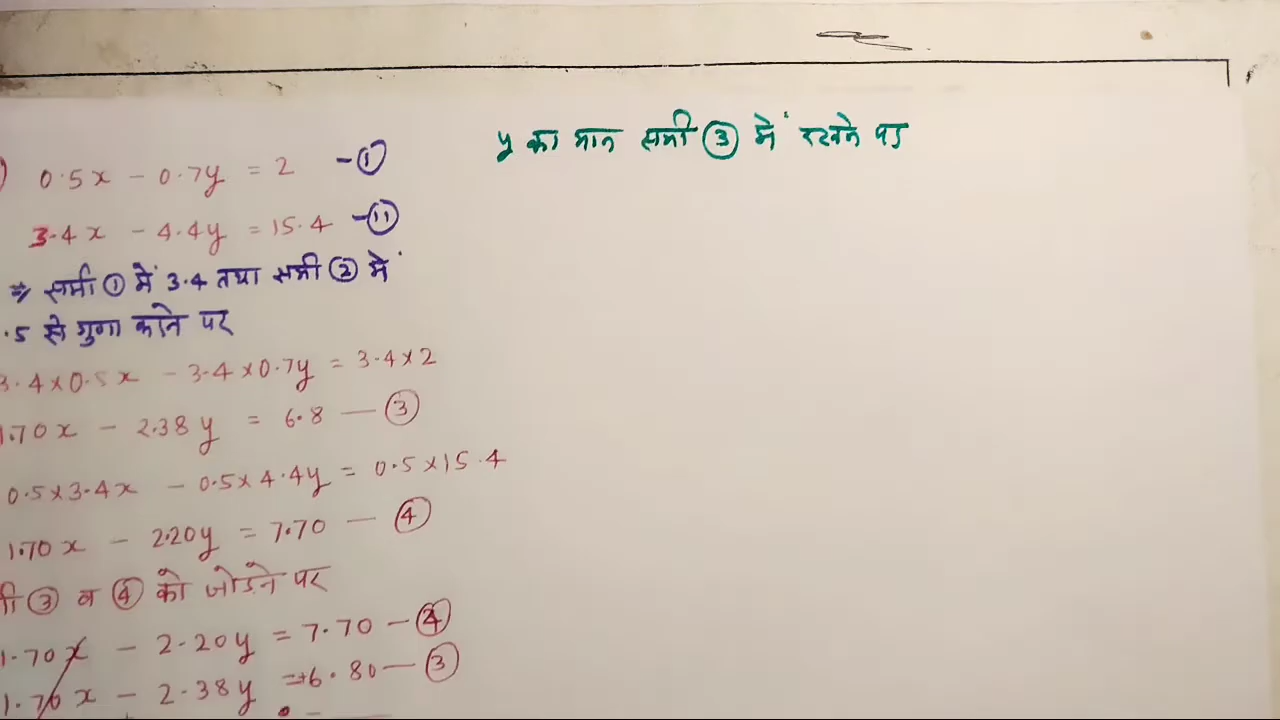 0.5x - 0.7y = 2 -①
3.4x - 4.4y = 15.4 -⑪
⇒ समी ① में 3.4 तथा समी ② में
.5 से गुणा करने पर
3.4×0.5x - 3.4×0.7y = 3.4×2
1.70x - 2.38y = 6.8 — ③
0.5×3.4x - 0.5×4.4y = 0.5×15.4
1.70x - 2.20y = 7.70 — ④
मी ③ व ④ को जोडने पर
1.70x - 2.20y = 7.70 — ④
1.70x - 2.38y = 6.80 — ③
y का मान समी ③ में रखने पर